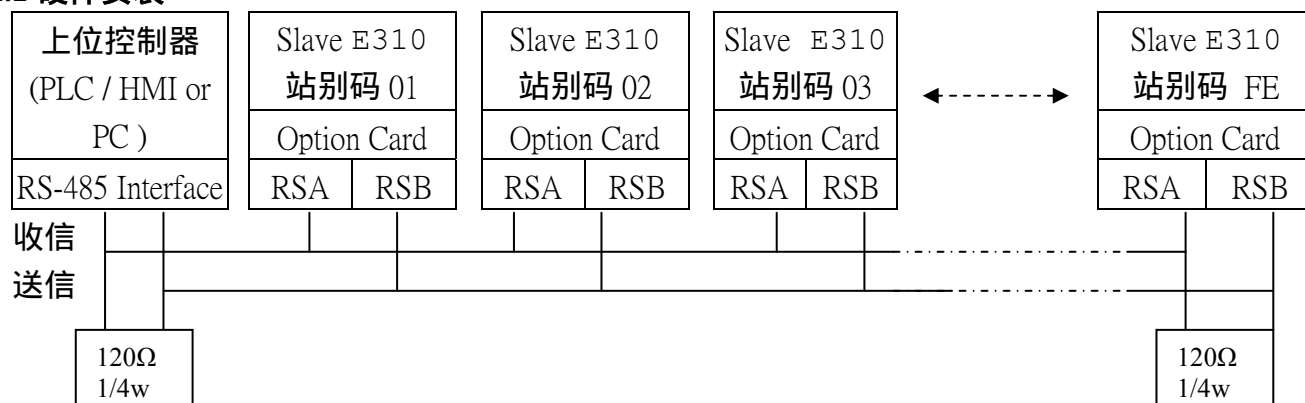 上位控制器
(PLC / HMI or
PC )
RS-485 Interface
Slave E310
站别码 01
Option Card
RSA RSB
Slave E310
站别码 02
Option Card
RSA RSB
Slave E310
站别码 03
Option Card
RSA RSB
Slave E310
站别码 FE
Option Card
RSA RSB
收信
送信
120Ω
1/4w
120Ω
1/4w